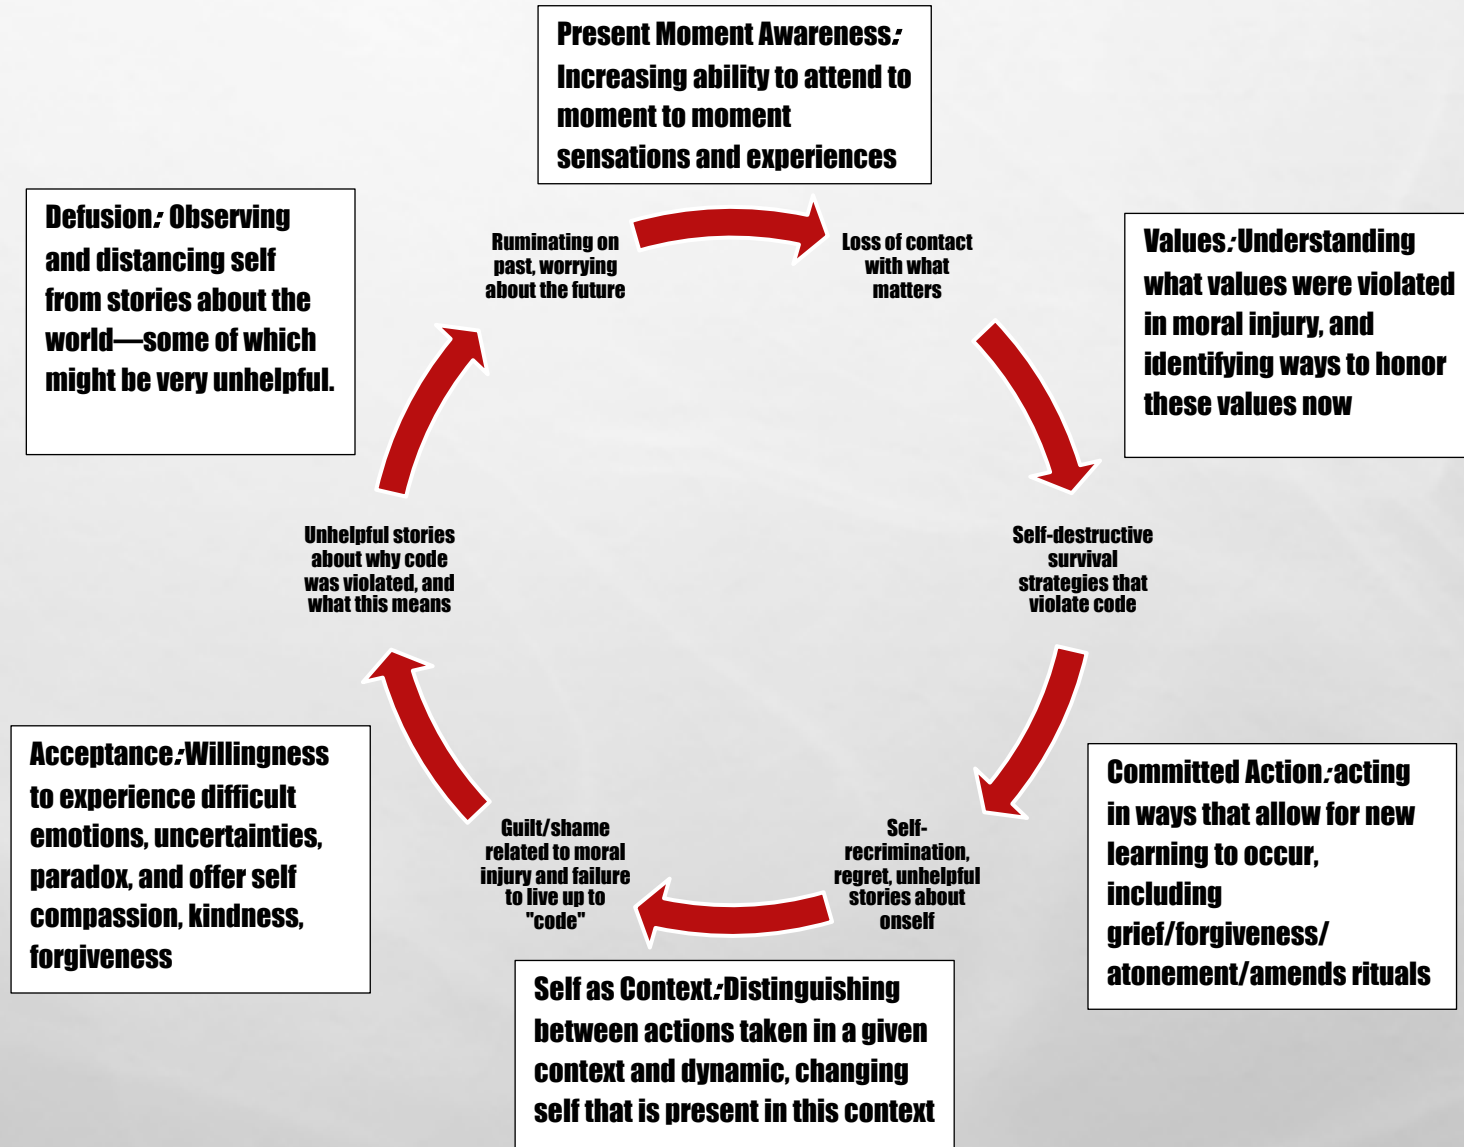 Present Moment Awareness:
Increasing ability to attend to
moment to moment
sensations and experiences
Defusion: Observing
and distancing self
from stories about the
world—some of which
might be very unhelpful.
Ruminating on
past, worrying
about the future
Loss of contact
with what
matters
Values:Understanding
what values were violated
in moral injury, and
identifying ways to honor
these values now
Unhelpful stories
about why code
was violated, and
what this means
Self-destructive
survival
strategies that
violate code
Acceptance:Willingness
to experience difficult
emotions, uncertainties,
paradox, and offer self
compassion, kindness,
forgiveness
Guilt/shame
related to moral
injury and failure
to live up to
"code"
Self-
recrimination,
regret, unhelpful
stories about
onself
Committed Action:acting
in ways that allow for new
learning to occur,
including
grief/forgiveness/
atonement/amends rituals
Self as Context:Distinguishing
between actions taken in a given
context and dynamic, changing
self that is present in this context